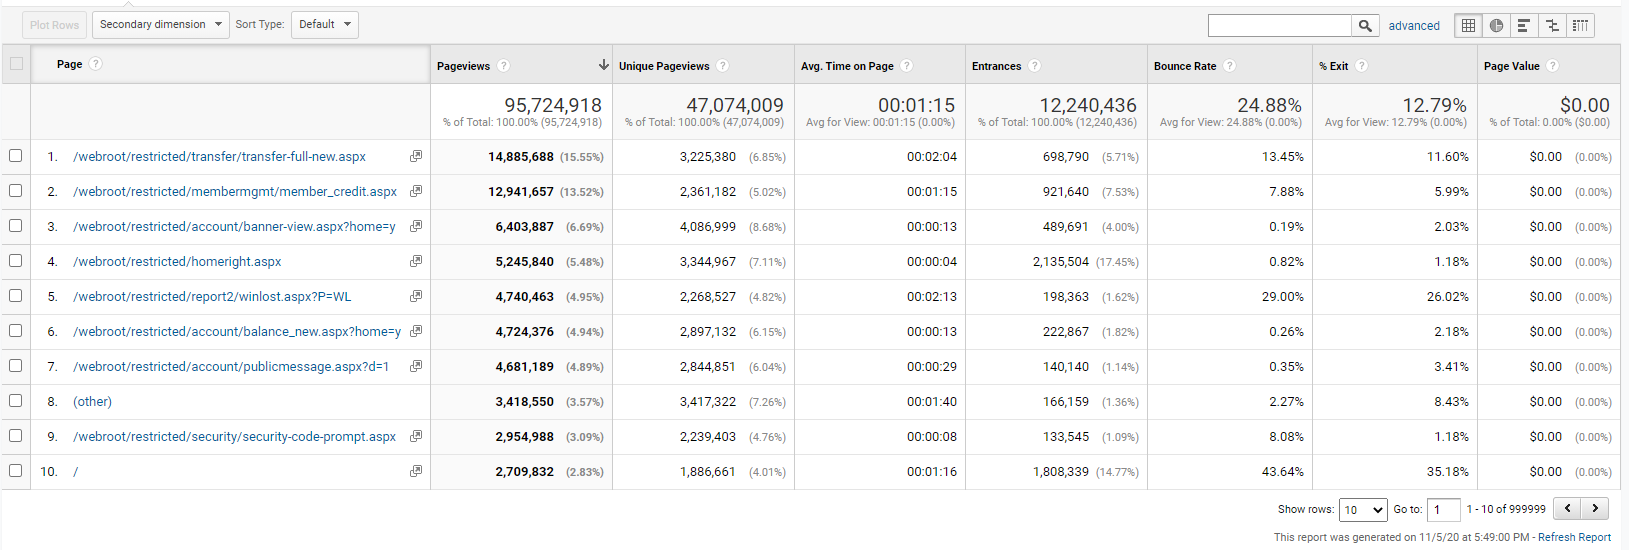 Plot Rows Secondary dimension Sort Type: Default advanced
Page ? Pageviews ? Unique Pageviews ? Avg. Time on Page ? Entrances ? Bounce Rate ? % Exit ? Page Value ?
95,724,918 47,074,009 00:01:15 12,240,436 24.88% 12.79% $0.00
% of Total: 100.00% (95,724,918) % of Total: 100.00% (47,074,009) Avg for View: 00:01:15 (0.00%) % of Total: 100.00% (12,240,436) Avg for View: 24.88% (0.00%) Avg for View: 12.79% (0.00%) % of Total: 0.00% ($0.00)
1. /webroot/restricted/transfer/transfer-full-new.aspx 14,885,688 (15.55%) 3,225,380 (6.85%) 00:02:04 698,790 (5.71%) 13.45% 11.60% $0.00 (0.00%)
2. /webroot/restricted/membermgmt/member_credit.aspx 12,941,657 (13.52%) 2,361,182 (5.02%) 00:01:15 921,640 (7.53%) 7.88% 5.99% $0.00 (0.00%)
3. /webroot/restricted/account/banner-view.aspx?home=y 6,403,887 (6.69%) 4,086,999 (8.68%) 00:00:13 489,691 (4.00%) 0.19% 2.03% $0.00 (0.00%)
4. /webroot/restricted/homeright.aspx 5,245,840 (5.48%) 3,344,967 (7.11%) 00:00:04 2,135,504 (17.45%) 0.82% 1.18% $0.00 (0.00%)
5. /webroot/restricted/report2/winlost.aspx?P=WL 4,740,463 (4.95%) 2,268,527 (4.82%) 00:02:13 198,363 (1.62%) 29.00% 26.02% $0.00 (0.00%)
6. /webroot/restricted/account/balance_new.aspx?home=y 4,724,376 (4.94%) 2,897,132 (6.15%) 00:00:13 222,867 (1.82%) 0.26% 2.18% $0.00 (0.00%)
7. /webroot/restricted/account/publicmessage.aspx?d=1 4,681,189 (4.89%) 2,844,851 (6.04%) 00:00:29 140,140 (1.14%) 0.35% 3.41% $0.00 (0.00%)
8. (other) 3,418,550 (3.57%) 3,417,322 (7.26%) 00:01:40 166,159 (1.36%) 2.27% 8.43% $0.00 (0.00%)
9. /webroot/restricted/security/security-code-prompt.aspx 2,954,988 (3.09%) 2,239,403 (4.76%) 00:00:08 133,545 (1.09%) 8.08% 1.18% $0.00 (0.00%)
10. / 2,709,832 (2.83%) 1,886,661 (4.01%) 00:01:16 1,808,339 (14.77%) 43.64% 35.18% $0.00 (0.00%)
Show rows: 10 Go to: 1 1 - 10 of 999999
This report was generated on 11/5/20 at 5:49:00 PM - Refresh Report